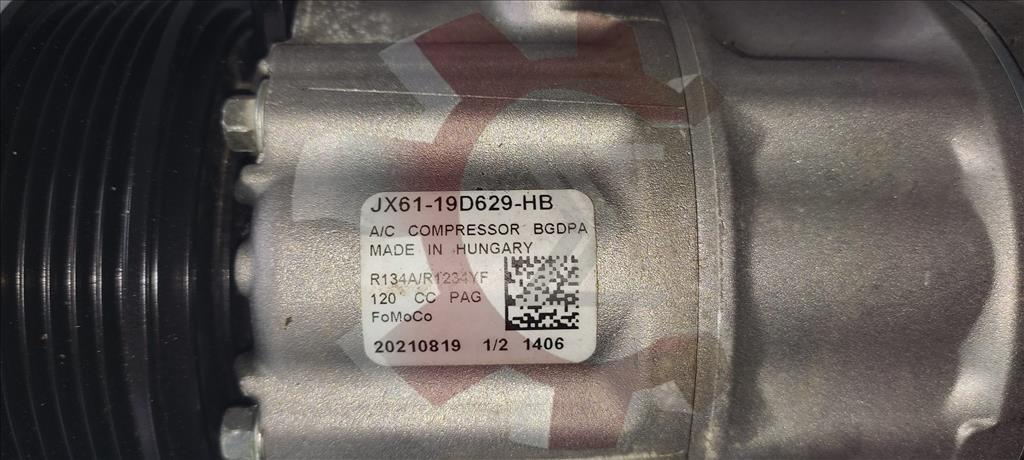 JX61-19D629-HB
A/C COMPRESSOR BGDPA
MADE IN HUNGARY
R134A/R1234YF
120 CC PAG
FoMoCo
20210819 1/2 1406